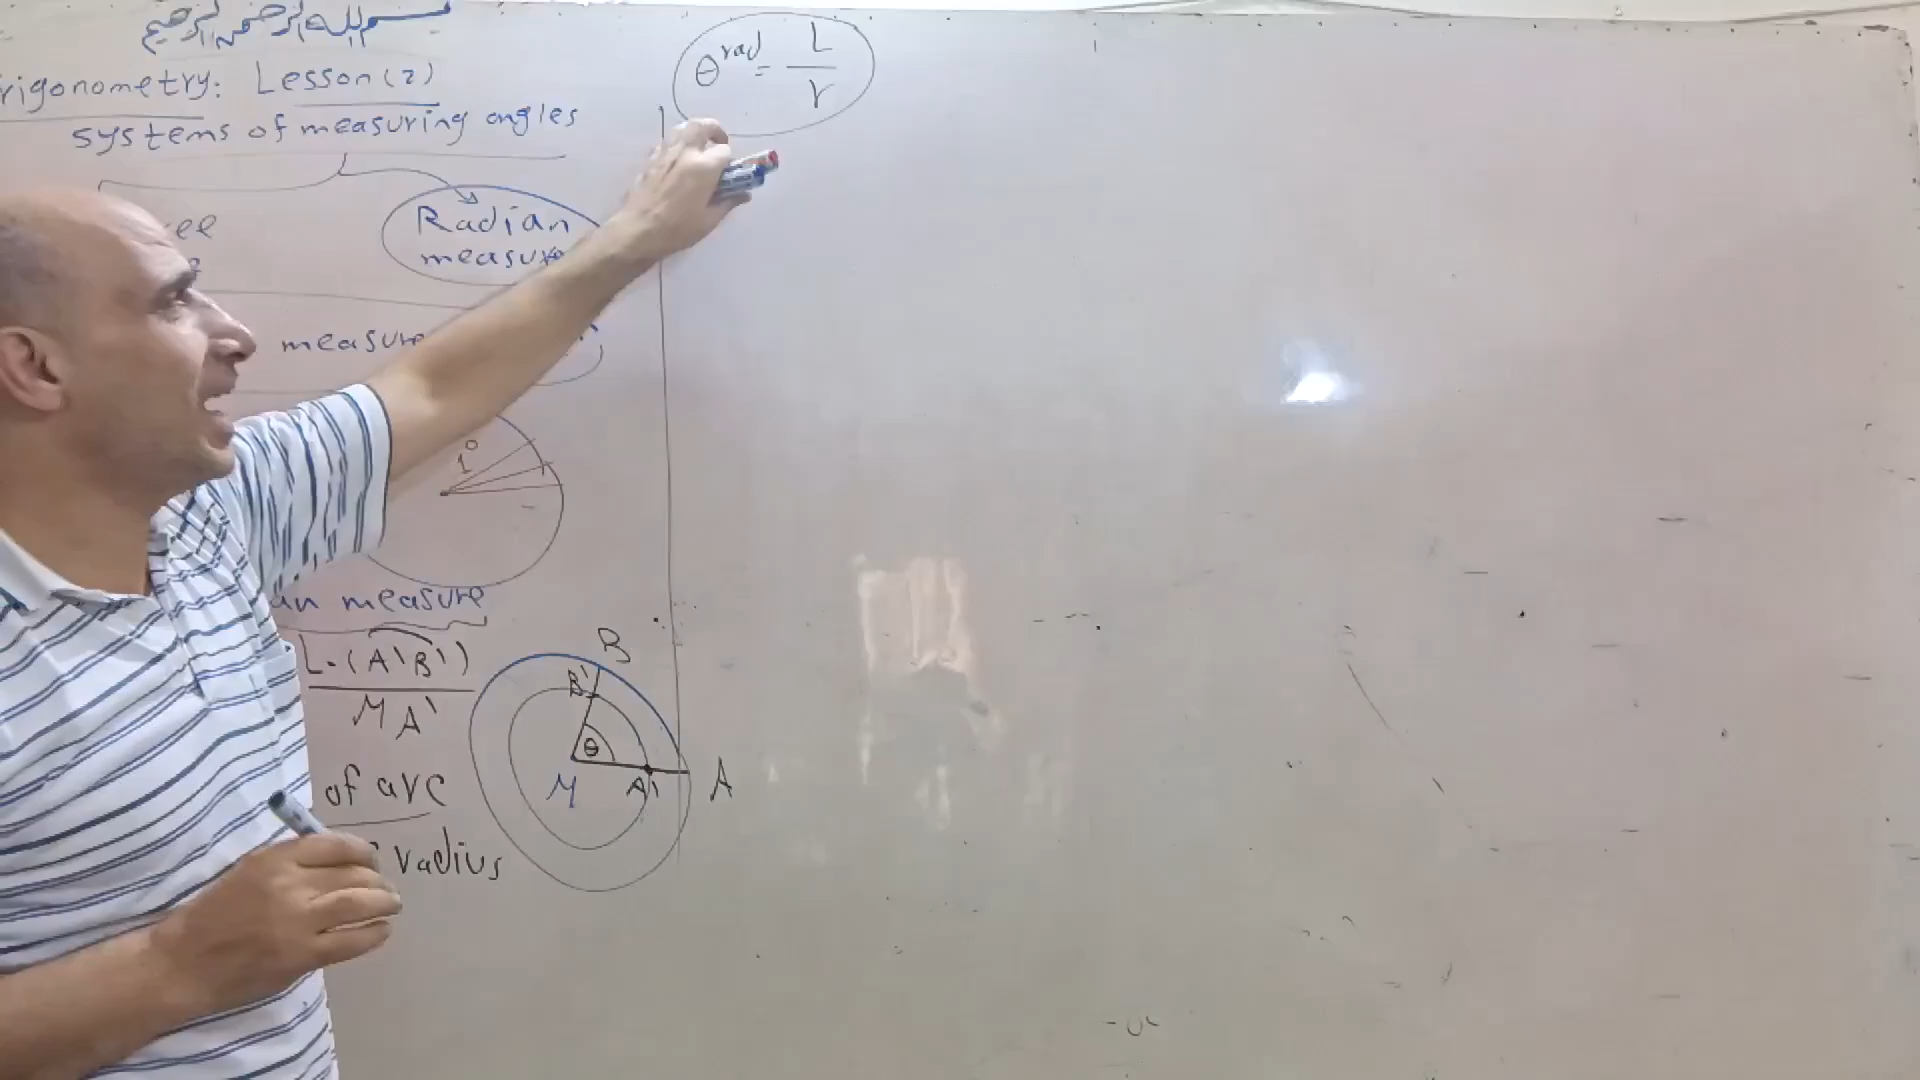 بسم الله الرحمن الرحيم
rigonometry: Lesson (2)
systems of measuring angles
ee
Radian
measure
measure
1°
an measure
L.(A'B')
MA'
of arc
radius
B
B'
θ
M
A'
A
θ^rad = L/r